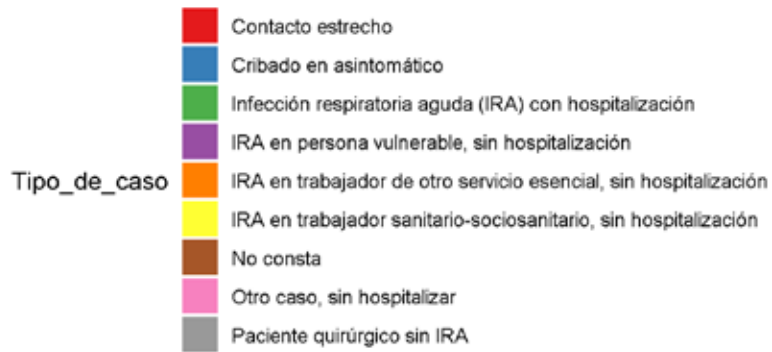 Contacto estrecho
Cribado en asintomático
Infección respiratoria aguda (IRA) con hospitalización
IRA en persona vulnerable, sin hospitalización
Tipo_de_caso
IRA en trabajador de otro servicio esencial, sin hospitalización
IRA en trabajador sanitario-sociosanitario, sin hospitalización
No consta
Otro caso, sin hospitalizar
Paciente quirúrgico sin IRA